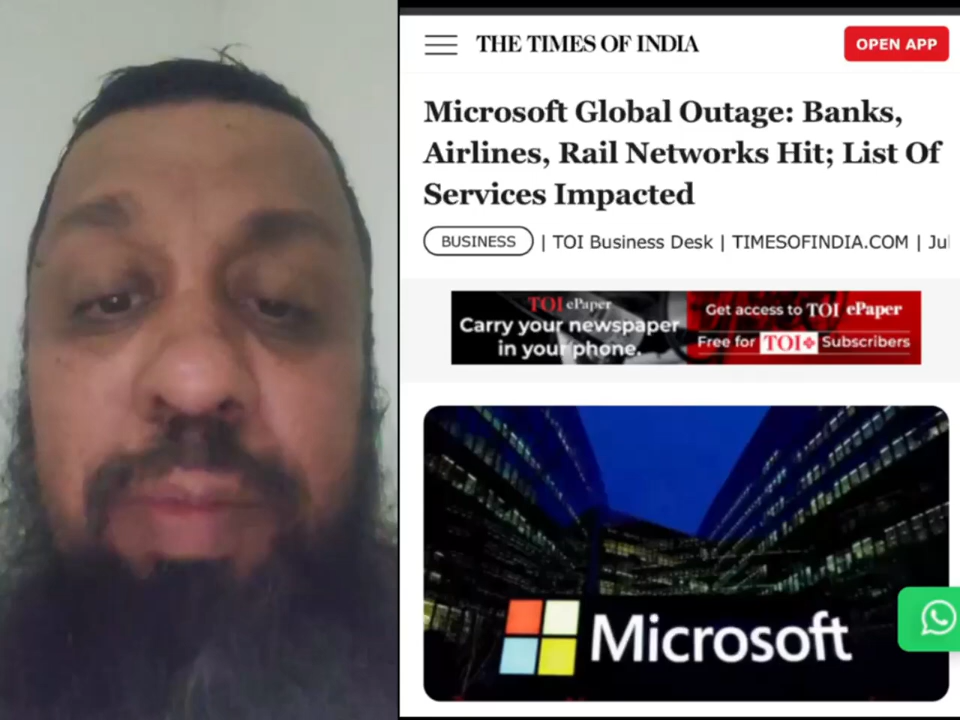 THE TIMES OF INDIA
OPEN APP
Microsoft Global Outage: Banks,
Airlines, Rail Networks Hit; List Of
Services Impacted
BUSINESS | TOI Business Desk | TIMESOFINDIA.COM | Jul
TOI ePaper
Carry your newspaper
in your phone.
Get access to TOI ePaper
Free for TOI+ Subscribers
Microsoft